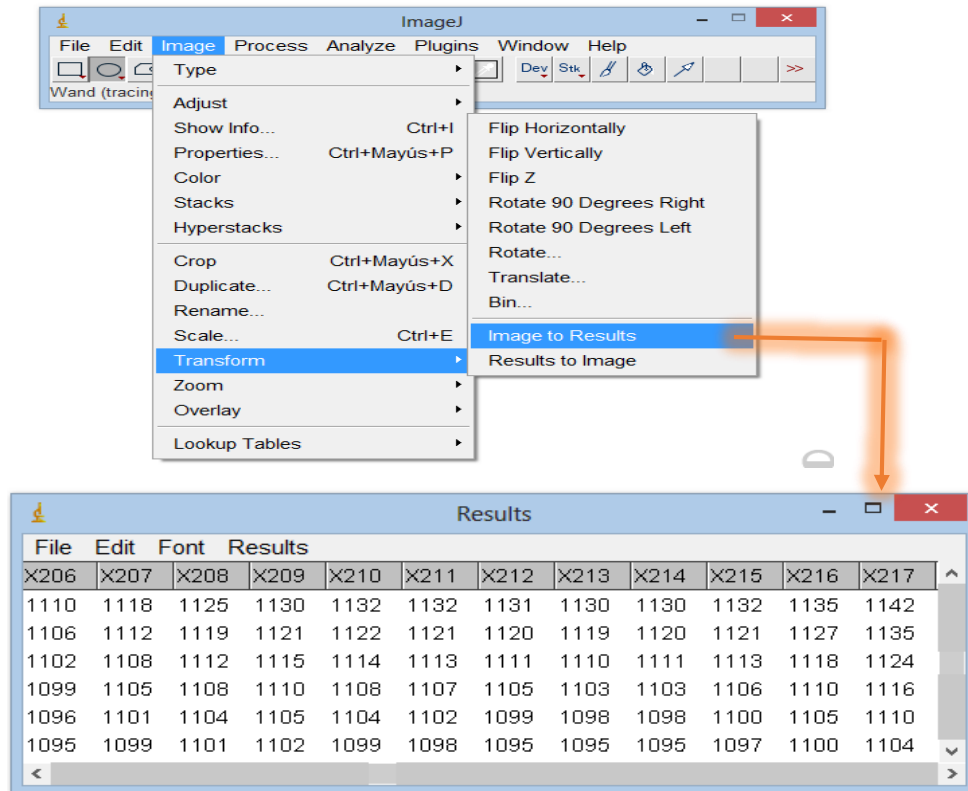 ImageJ
File Edit Image Process Analyze Plugins Window Help
Dev Stk >>
Wand (tracing
Type
Adjust
Show Info... Ctrl+I
Properties... Ctrl+Mayús+P
Color
Stacks
Hyperstacks
Crop Ctrl+Mayús+X
Duplicate... Ctrl+Mayús+D
Rename...
Scale... Ctrl+E
Transform
Zoom
Overlay
Lookup Tables
Flip Horizontally
Flip Vertically
Flip Z
Rotate 90 Degrees Right
Rotate 90 Degrees Left
Rotate...
Translate...
Bin...
Image to Results
Results to Image
Results
File Edit Font Results
X206 X207 X208 X209 X210 X211 X212 X213 X214 X215 X216 X217
1110 1118 1125 1130 1132 1132 1131 1130 1130 1132 1135 1142
1106 1112 1119 1121 1122 1121 1120 1119 1120 1121 1127 1135
1102 1108 1112 1115 1114 1113 1111 1110 1111 1113 1118 1124
1099 1105 1108 1110 1108 1107 1105 1103 1103 1106 1110 1116
1096 1101 1104 1105 1104 1102 1099 1098 1098 1100 1105 1110
1095 1099 1101 1102 1099 1098 1095 1095 1095 1097 1100 1104